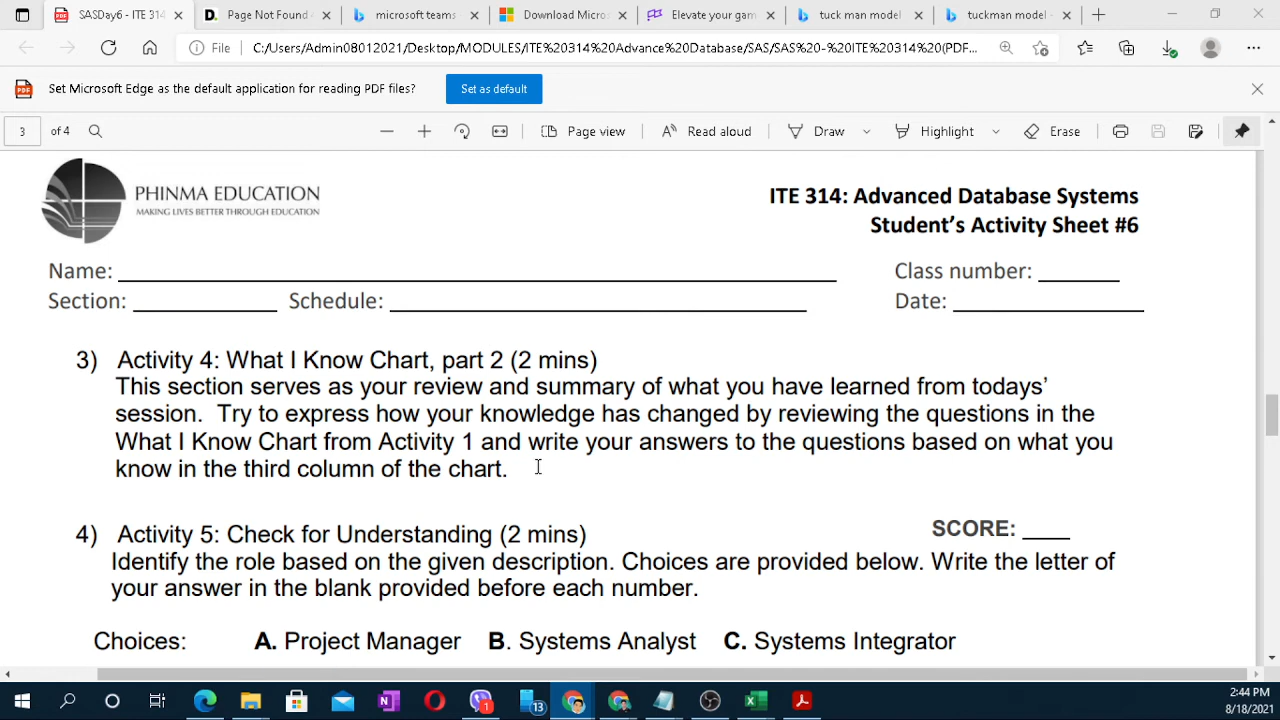 SASDay6 - ITE 314
Page Not Found
microsoft teams
Download Micros
Elevate your gam
tuck man model
tuckman model -
File
C:/Users/Admin08012021/Desktop/MODULES/ITE%20314%20Advance%20Database/SAS/SAS%20-%20ITE%20314%20(PDF...
Set Microsoft Edge as the default application for reading PDF files?
Set as default
3 of 4
Page view
Read aloud
Draw
Highlight
Erase
PHINMA EDUCATION
MAKING LIVES BETTER THROUGH EDUCATION
ITE 314: Advanced Database Systems
Student’s Activity Sheet #6
Name: Class number:
Section: Schedule: Date:
3) Activity 4: What I Know Chart, part 2 (2 mins)
This section serves as your review and summary of what you have learned from todays’
session. Try to express how your knowledge has changed by reviewing the questions in the
What I Know Chart from Activity 1 and write your answers to the questions based on what you
know in the third column of the chart.
4) Activity 5: Check for Understanding (2 mins)
SCORE: ____
Identify the role based on the given description. Choices are provided below. Write the letter of
your answer in the blank provided before each number.
Choices: A. Project Manager B. Systems Analyst C. Systems Integrator
1
13
2:44 PM
8/18/2021